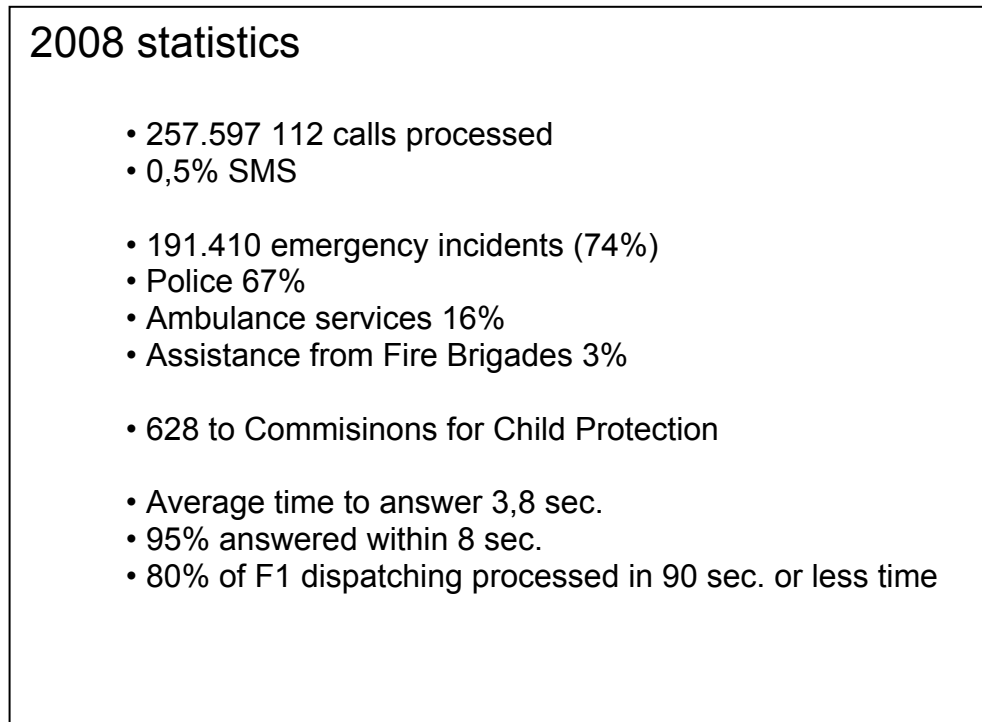 2008 statistics
• 257.597 112 calls processed
• 0,5% SMS
• 191.410 emergency incidents (74%)
• Police 67%
• Ambulance services 16%
• Assistance from Fire Brigades 3%
• 628 to Commisinons for Child Protection
• Average time to answer 3,8 sec.
• 95% answered within 8 sec.
• 80% of F1 dispatching processed in 90 sec. or less time